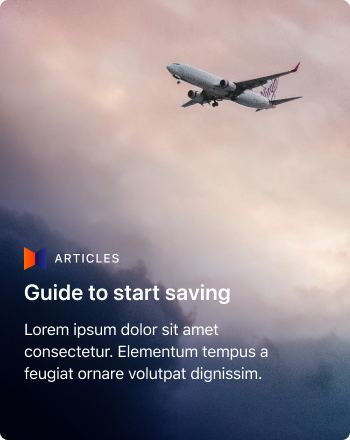 ARTICLES
Guide to start saving
Lorem ipsum dolor sit amet
consectetur. Elementum tempus a
feugiat ornare volutpat dignissim.